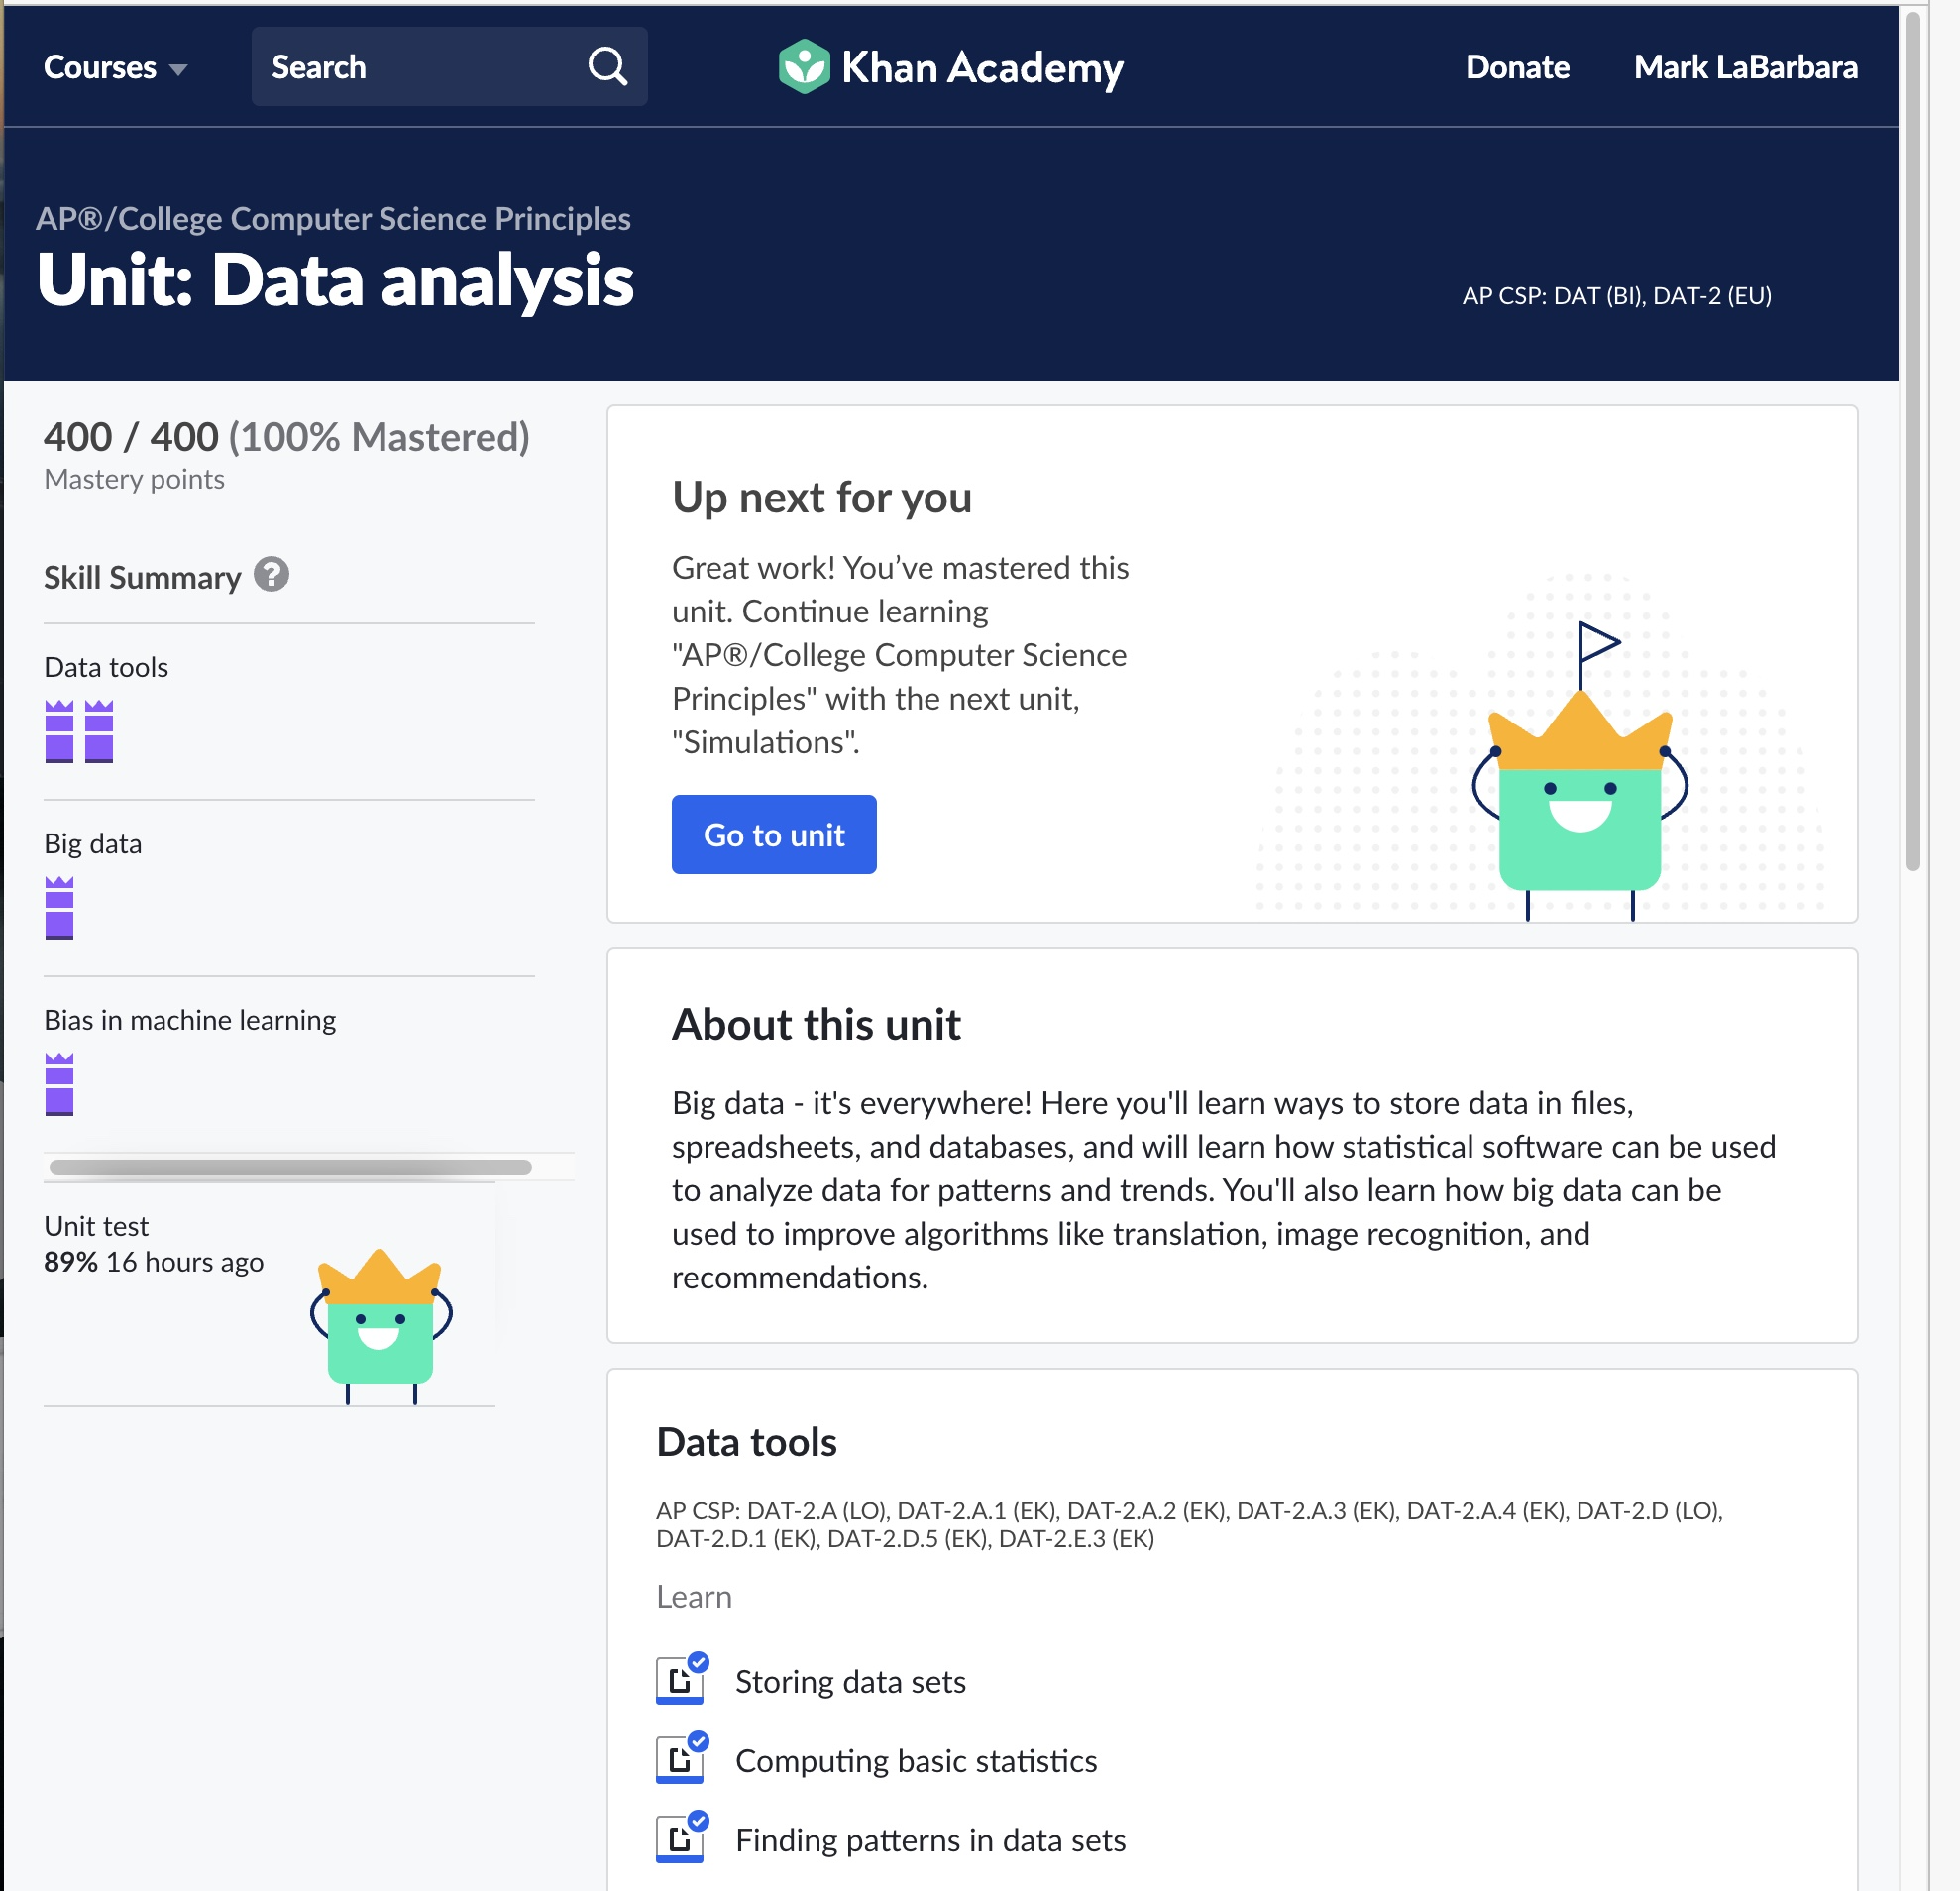 Courses
Search
Khan Academy
Donate
Mark LaBarbara
AP®/College Computer Science Principles
Unit: Data analysis
AP CSP: DAT (BI), DAT-2 (EU)
400 / 400 (100% Mastered)
Mastery points
Skill Summary ?
Data tools
Big data
Bias in machine learning
Unit test
89% 16 hours ago
Up next for you
Great work! You’ve mastered this
unit. Continue learning
"AP®/College Computer Science
Principles" with the next unit,
"Simulations".
Go to unit
About this unit
Big data - it's everywhere! Here you'll learn ways to store data in files,
spreadsheets, and databases, and will learn how statistical software can be used
to analyze data for patterns and trends. You'll also learn how big data can be
used to improve algorithms like translation, image recognition, and
recommendations.
Data tools
AP CSP: DAT-2.A (LO), DAT-2.A.1 (EK), DAT-2.A.2 (EK), DAT-2.A.3 (EK), DAT-2.A.4 (EK), DAT-2.D (LO),
DAT-2.D.1 (EK), DAT-2.D.5 (EK), DAT-2.E.3 (EK)
Learn
Storing data sets
Computing basic statistics
Finding patterns in data sets